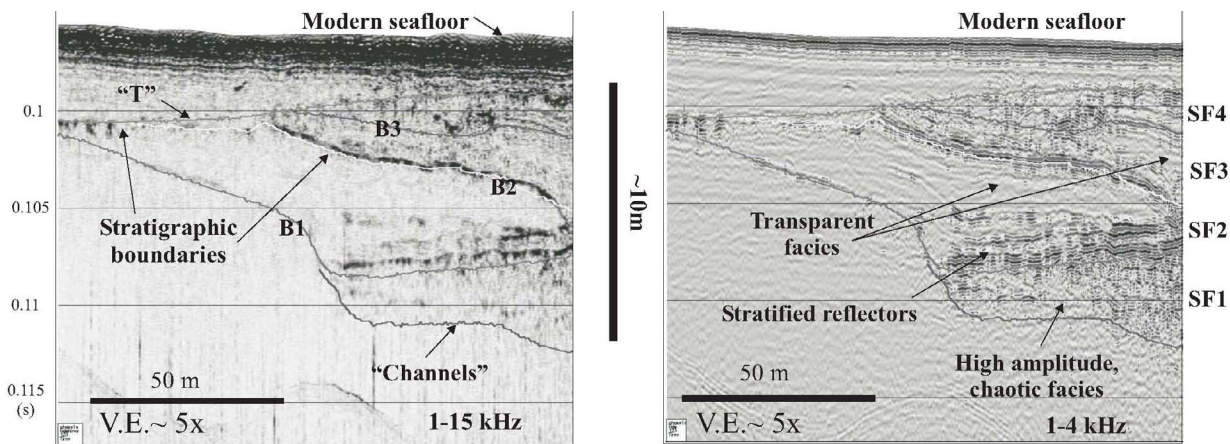 Modern seafloor
"T"
0.1
B3
B2
0.105
Stratigraphic
boundaries
B1
0.11
"Channels"
0.115
(s)
50 m
V.E.~ 5x
1-15 kHz
~10m
Modern seafloor
SF4
SF3
Transparent
facics
SF2
Stratified reflectors
SF1
High amplitude,
chaotic facies
50 m
V.E.~ 5x
1-4 kHz